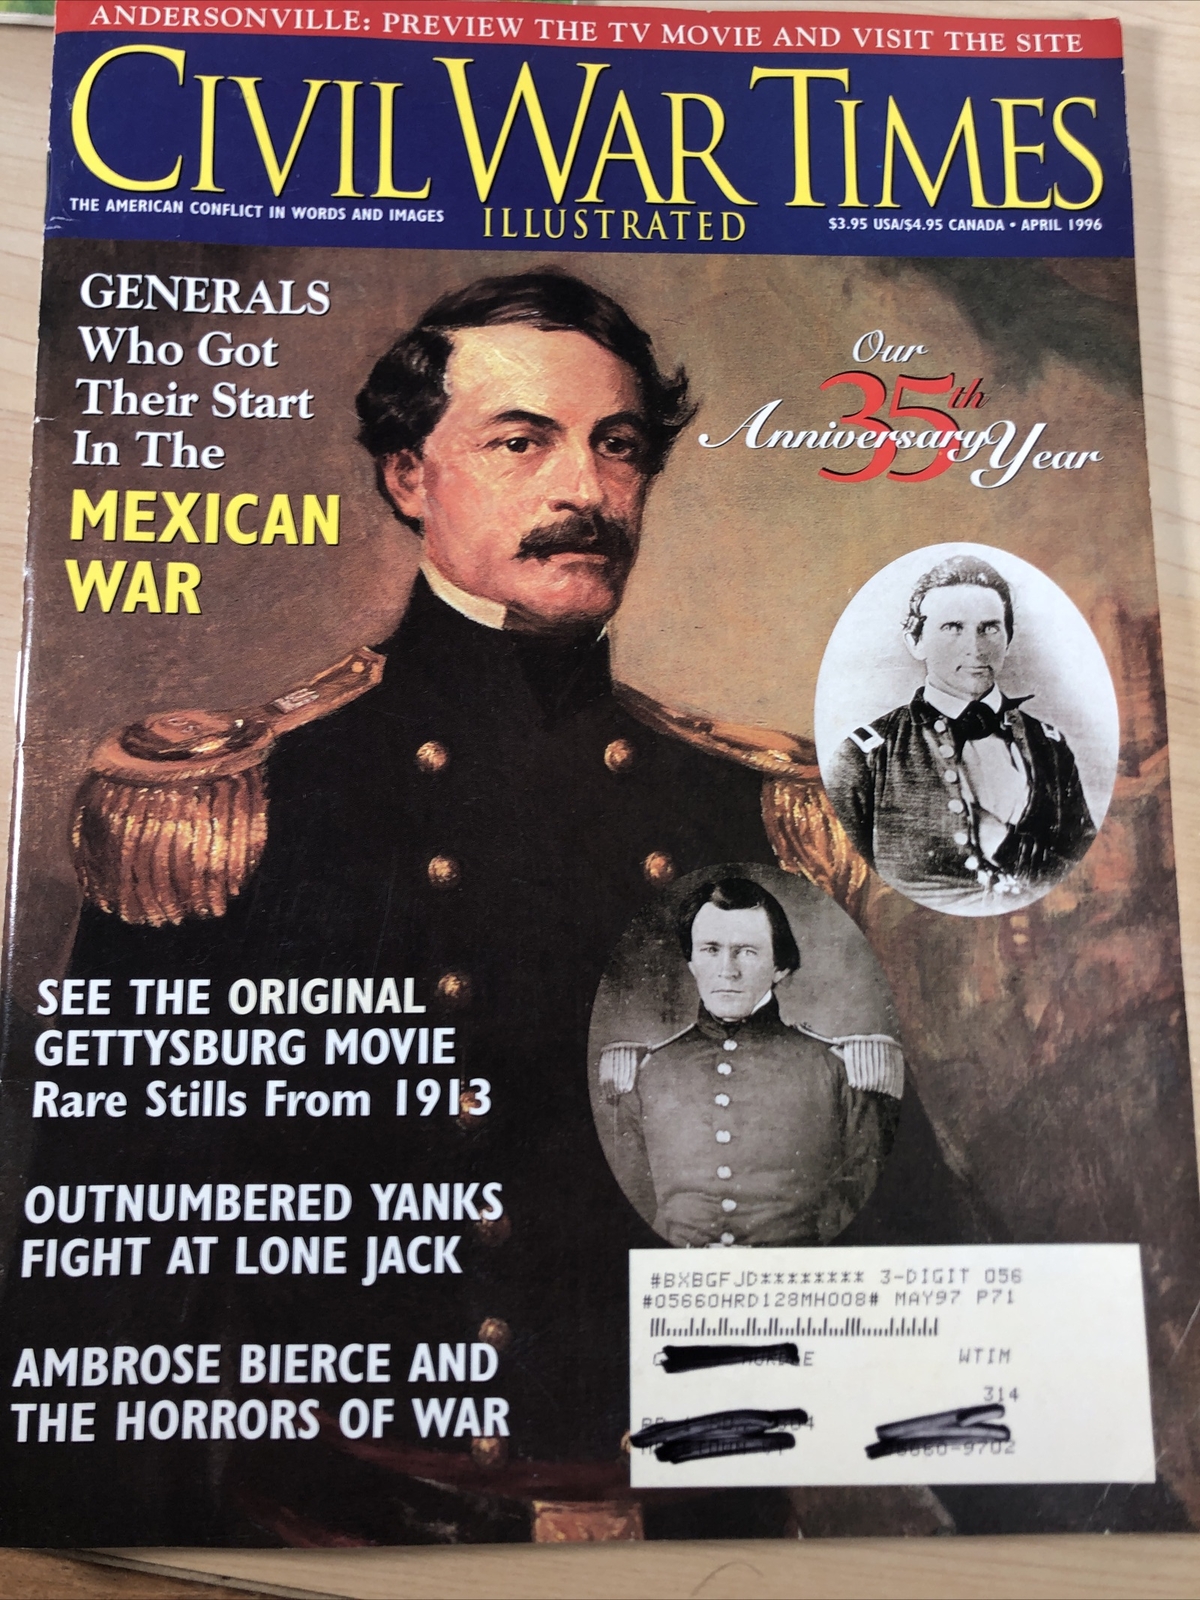 ANDERSONVILLE: PREVIEW THE TV MOVIE AND VISIT THE SITE
CIVIL WAR TIMES
THE AMERICAN CONFLICT IN WORDS AND IMAGES
ILLUSTRATED
$3.95 USA/$4.95 CANADA • APRIL 1996
GENERALS
Who Got
Their Start
In The
MEXICAN
WAR
Our
35th
Anniversary Year
SEE THE ORIGINAL
GETTYSBURG MOVIE
Rare Stills From 1913
OUTNUMBERED YANKS
FIGHT AT LONE JACK
AMBROSE BIERCE AND
THE HORRORS OF WAR
#BXBGFJD******** 3-DIGIT 056
#05660HRD128MH008# MAY97 P71
WTIM
314